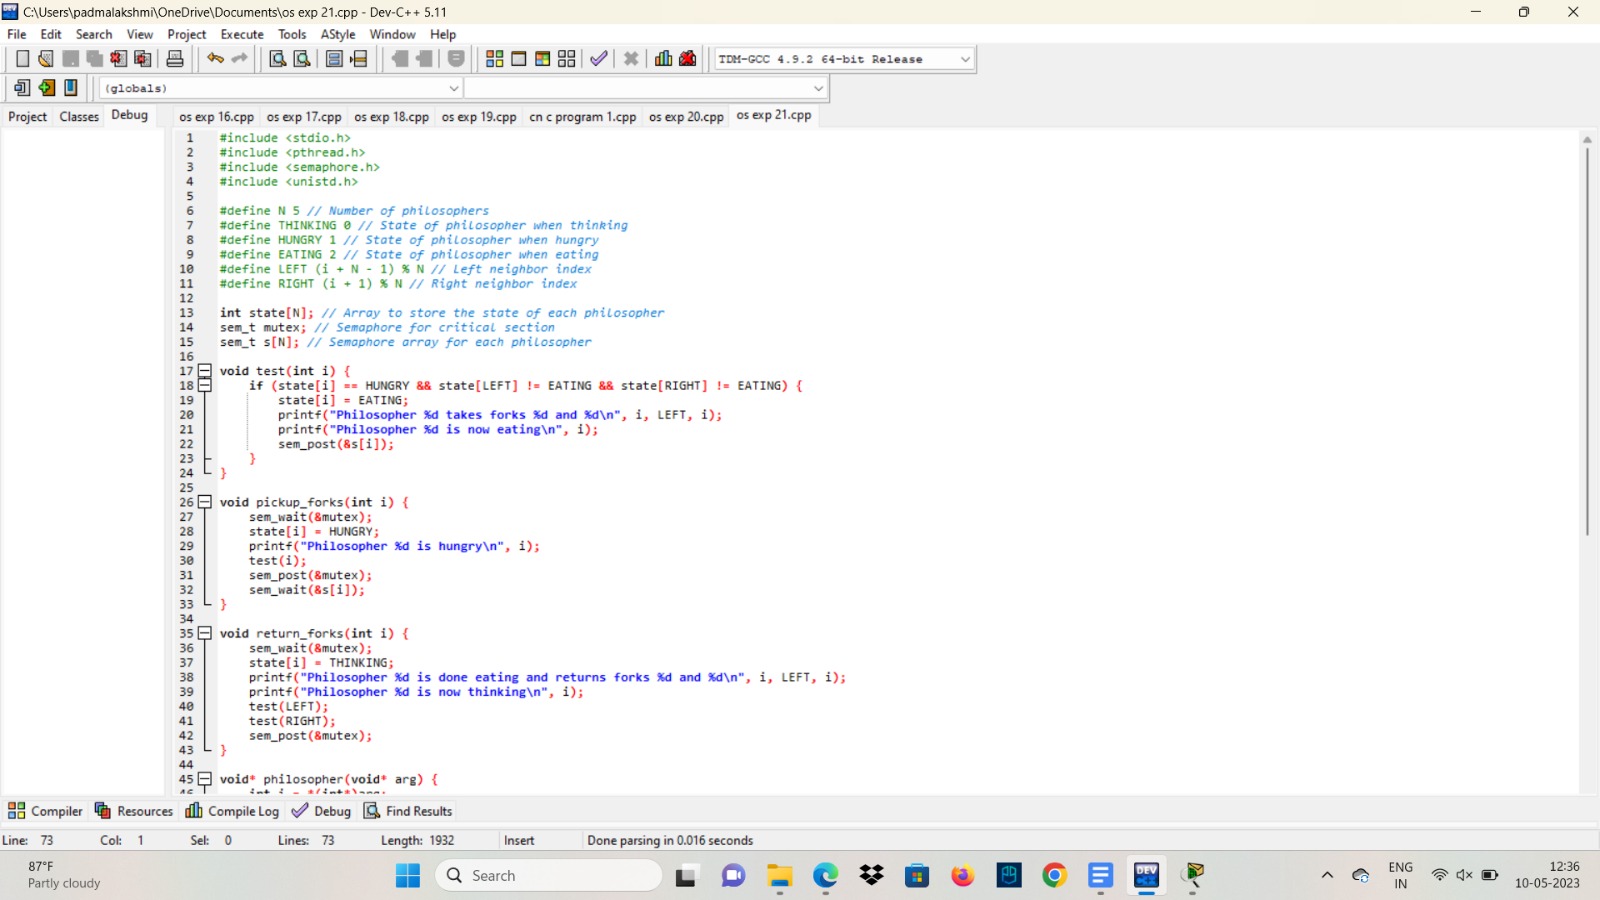 C:\Users\padmalakshmi\OneDrive\Documents\os exp 21.cpp - Dev-C++ 5.11
File Edit Search View Project Execute Tools AStyle Window Help
TDM-GCC 4.9.2 64-bit Release
(globals)
Project Classes Debug os exp 16.cpp os exp 17.cpp os exp 18.cpp os exp 19.cpp cn c program 1.cpp os exp 20.cpp os exp 21.cpp
1 #include <stdio.h>
2 #include <pthread.h>
3 #include <semaphore.h>
4 #include <unistd.h>
5
6 #define N 5 // Number of philosophers
7 #define THINKING 0 // State of philosopher when thinking
8 #define HUNGRY 1 // State of philosopher when hungry
9 #define EATING 2 // State of philosopher when eating
10 #define LEFT (i + N - 1) % N // Left neighbor index
11 #define RIGHT (i + 1) % N // Right neighbor index
12
13 int state[N]; // Array to store the state of each philosopher
14 sem_t mutex; // Semaphore for critical section
15 sem_t s[N]; // Semaphore array for each philosopher
16
17 void test(int i) {
18 if (state[i] == HUNGRY && state[LEFT] != EATING && state[RIGHT] != EATING) {
19 state[i] = EATING;
20 printf("Philosopher %d takes forks %d and %d\n", i, LEFT, i);
21 printf("Philosopher %d is now eating\n", i);
22 sem_post(&s[i]);
23 }
24 }
25
26 void pickup_forks(int i) {
27 sem_wait(&mutex);
28 state[i] = HUNGRY;
29 printf("Philosopher %d is hungry\n", i);
30 test(i);
31 sem_post(&mutex);
32 sem_wait(&s[i]);
33 }
34
35 void return_forks(int i) {
36 sem_wait(&mutex);
37 state[i] = THINKING;
38 printf("Philosopher %d is done eating and returns forks %d and %d\n", i, LEFT, i);
39 printf("Philosopher %d is now thinking\n", i);
40 test(LEFT);
41 test(RIGHT);
42 sem_post(&mutex);
43 }
44
45 void* philosopher(void* arg) {
46 int i = *(int*)arg;
Compiler Resources Compile Log Debug Find Results
Line: 73 Col: 1 Sel: 0 Lines: 73 Length: 1932 Insert Done parsing in 0.016 seconds
87°F
Partly cloudy
Search
DEV
ENG
IN
12:36
10-05-2023